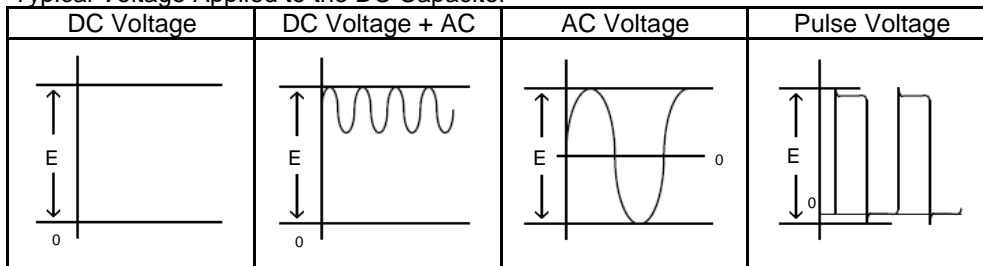 Typical Voltage Applied to the DC Capacitor
DC Voltage
DC Voltage + AC
AC Voltage
Pulse Voltage
E
0
E
0
E
0
E
0